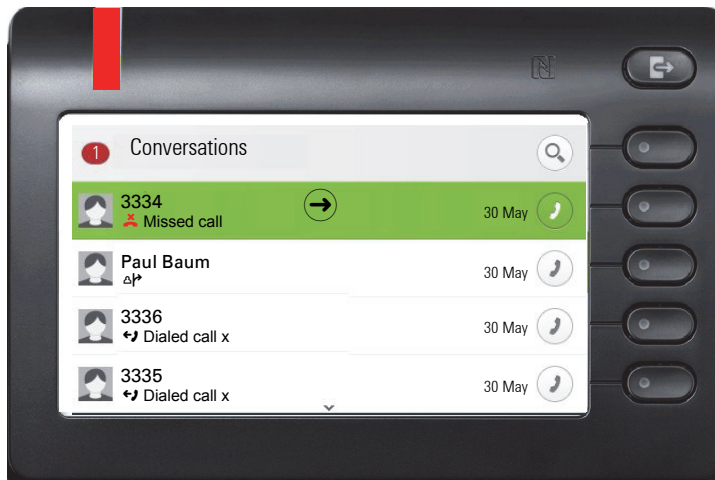 1 Conversations
3334
Missed call
30 May
Paul Baum
30 May
3336
Dialed call x
30 May
3335
Dialed call x
30 May